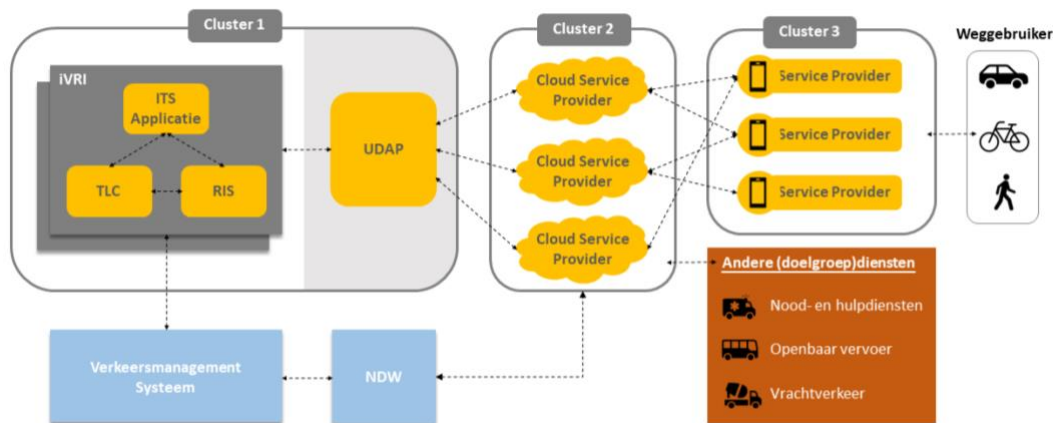 Cluster 1
Cluster 2
Cluster 3
Weggebruiker
iVRI
ITS
Applicatie
TLC
RIS
UDAP
Cloud Service
Provider
Cloud Service
Provider
Cloud Service
Provider
Service Provider
Service Provider
Service Provider
Andere (doelgroep)diensten
Nood- en hulpdiensten
Openbaar vervoer
Vrachtverkeer
Verkeersmanagement
Systeem
NDW